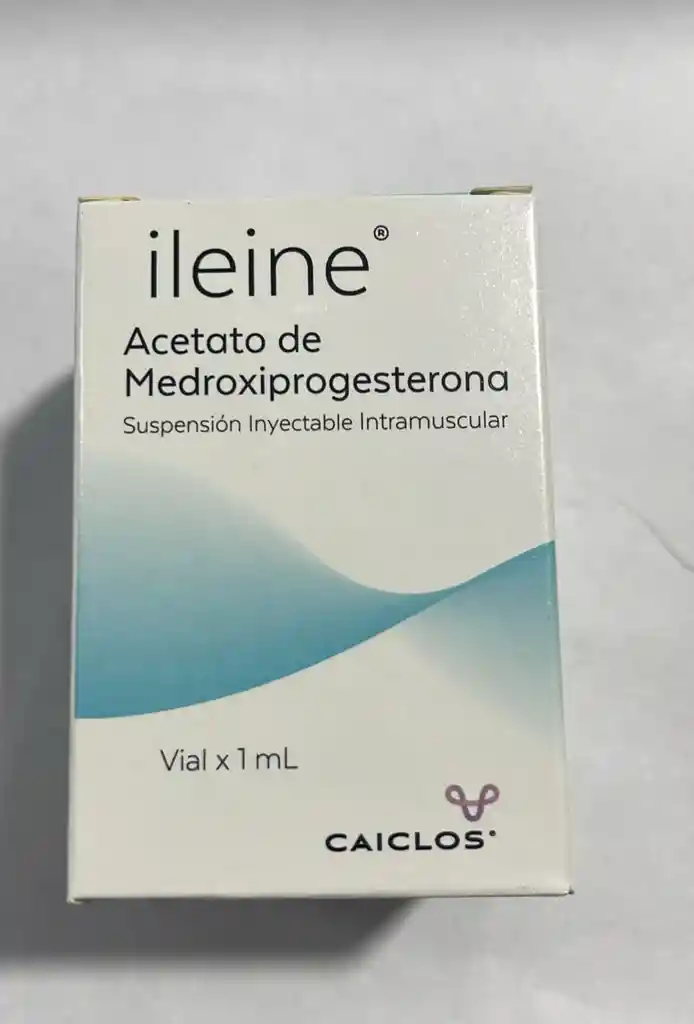 ileine®
Acetato de
Medroxiprogesterona
Suspensión Inyectable Intramuscular
Vial x 1 mL
CAICLOS